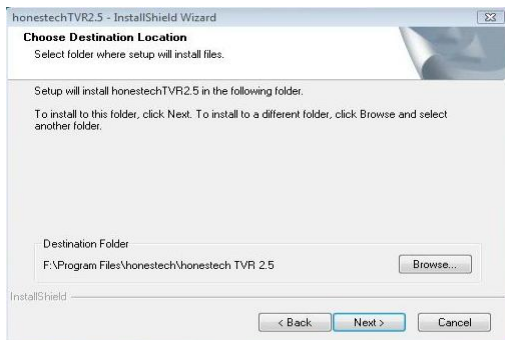 honestechTVR2.5 - InstallShield Wizard
Choose Destination Location
Select folder where setup will install files.
Setup will install honestechTVR2.5 in the following folder.
To install to this folder, click Next. To install to a different folder, click Browse and select
another folder.
Destination Folder
F:\Program Files\honestech\honestech TVR 2.5
Browse...
InstallShield
< Back
Next >
Cancel